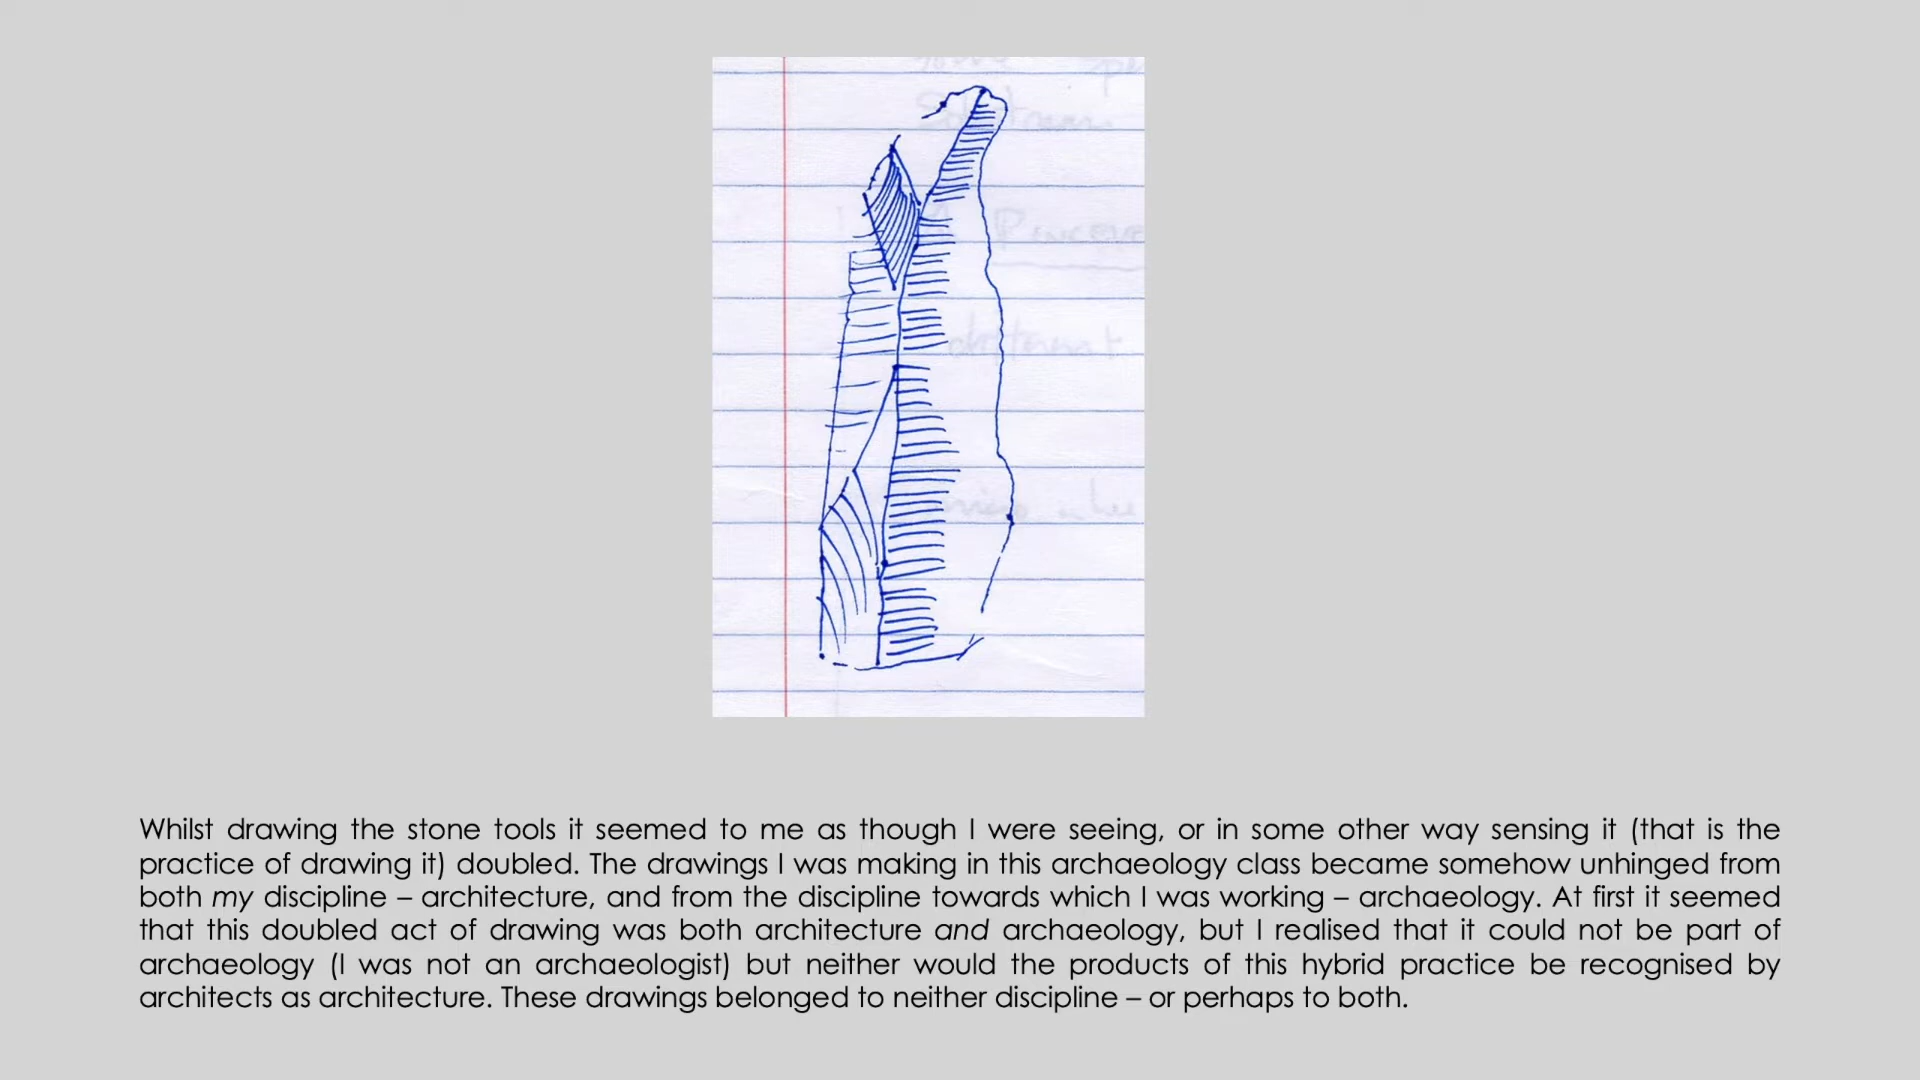 different
Whilst drawing the stone tools it seemed to me as though I were seeing, or in some other way sensing it (that is the
practice of drawing it) doubled. The drawings I was making in this archaeology class became somehow unhinged from
both my discipline – architecture, and from the discipline towards which I was working – archaeology. At first it seemed
that this doubled act of drawing was both architecture and archaeology, but I realised that it could not be part of
archaeology (I was not an archaeologist) but neither would the products of this hybrid practice be recognised by
architects as architecture. These drawings belonged to neither discipline – or perhaps to both.